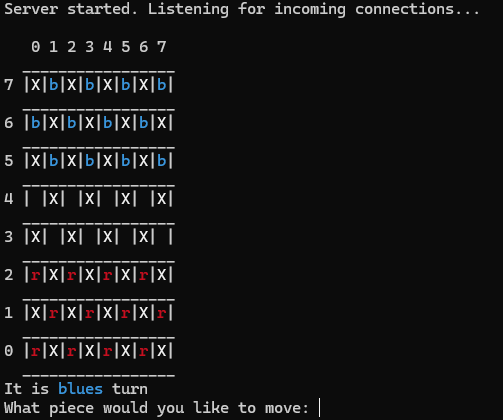 Server started. Listening for incoming connections...
   0 1 2 3 4 5 6 7
  _________________
7 |X|b|X|b|X|b|X|b|
  _________________
6 |b|X|b|X|b|X|b|X|
  _________________
5 |X|b|X|b|X|b|X|b|
  _________________
4 | |X| |X| |X| |X|
  _________________
3 |X| |X| |X| |X| |
  _________________
2 |r|X|r|X|r|X|r|X|
  _________________
1 |X|r|X|r|X|r|X|r|
  _________________
0 |r|X|r|X|r|X|r|X|
  _________________
It is blues turn
What piece would you like to move: